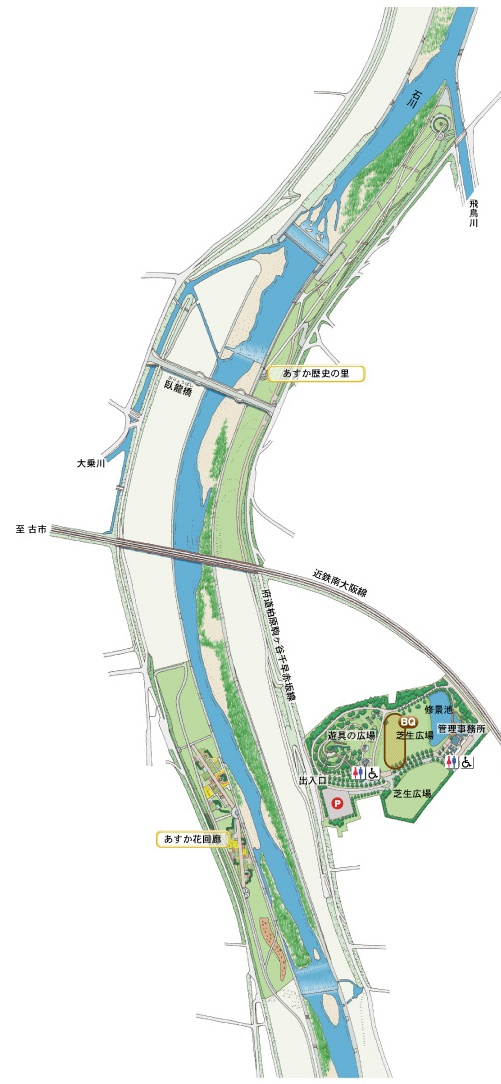 石川
飛鳥川
あすか歴史の里
臥龍橋
大乗川
至 古市
近鉄南大阪線
府道柏原駒ヶ谷千早赤坂線
修景池
BQ
遊具の広場
芝生広場
管理事務所
出入口
芝生広場
P
あすか花回廊